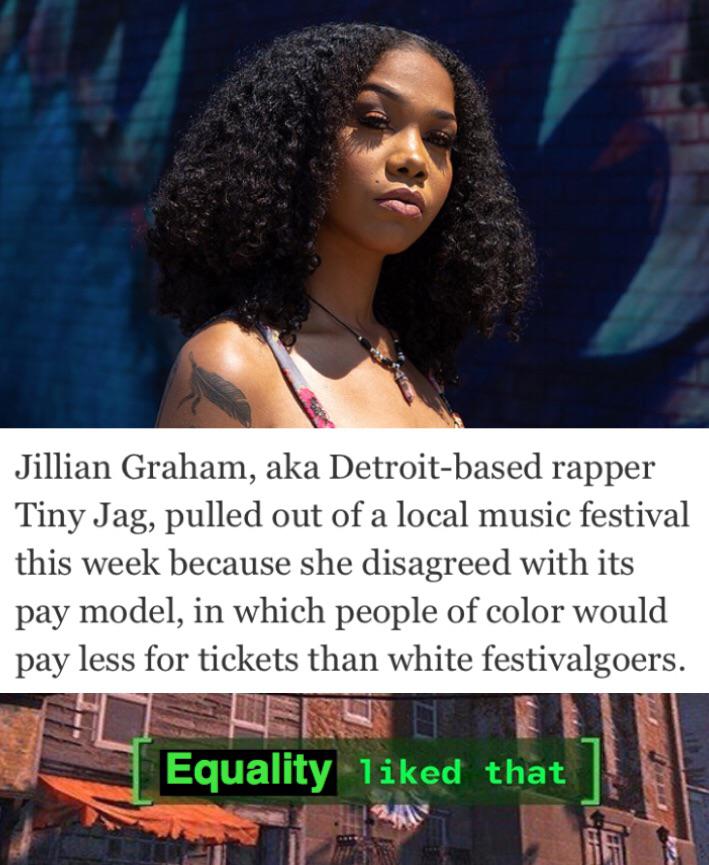 Jillian Graham, aka Detroit-based rapper
Tiny Jag, pulled out of a local music festival
this week because she disagreed with its
pay model, in which people of color would
pay less for tickets than white festivalgoers.
[Equality liked that]